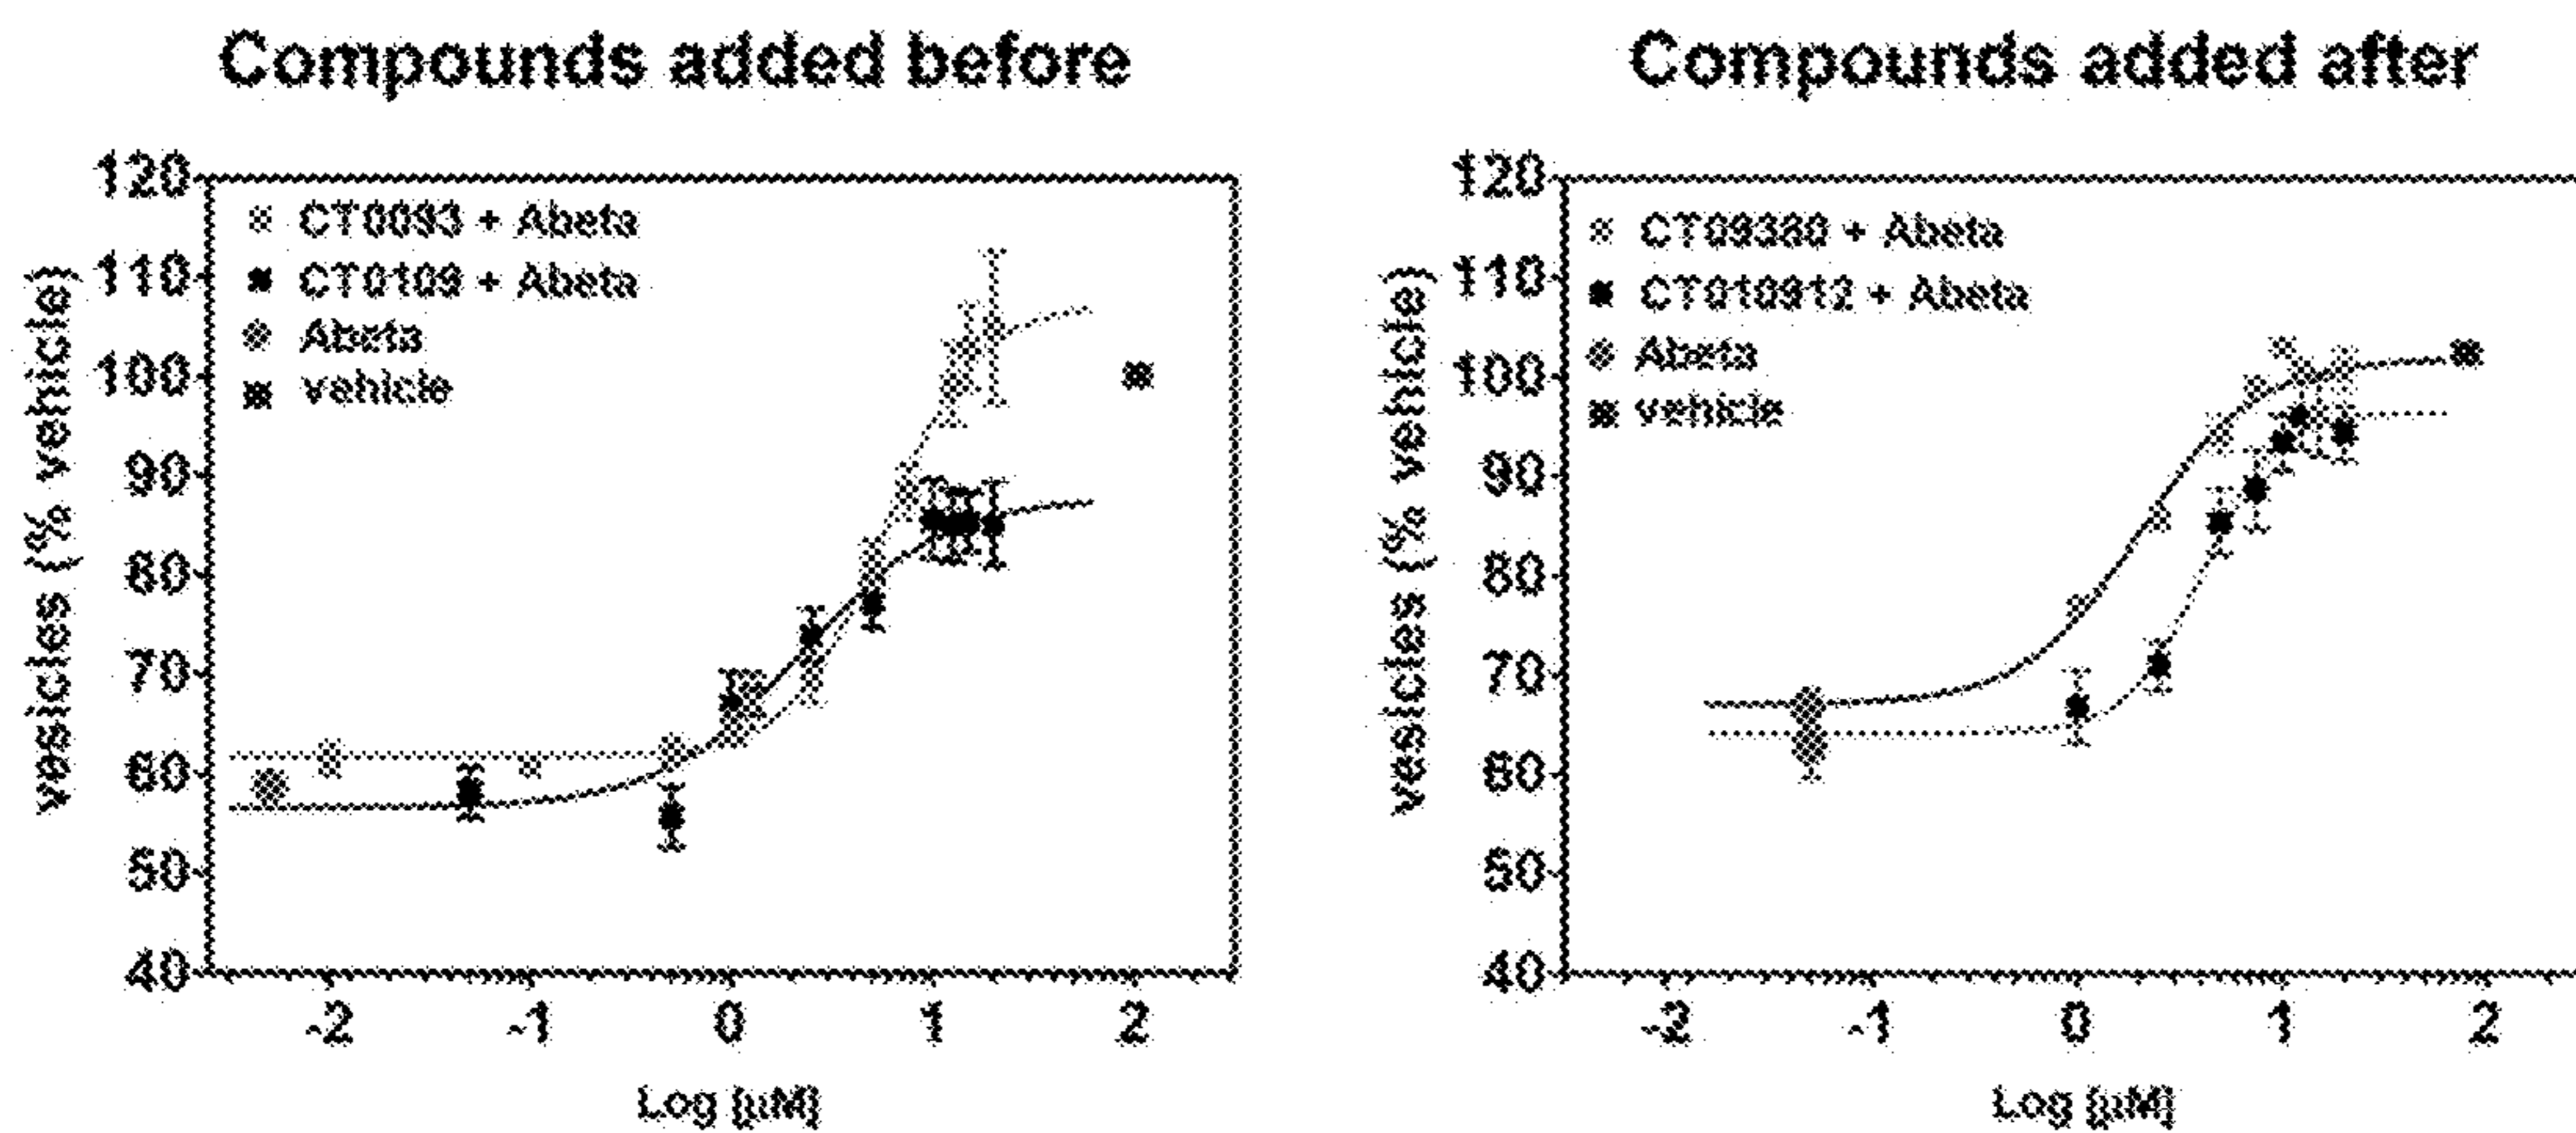 Compounds added before
120
110
100
90
80
70
60
50
40
vesicles (% vehicle)
CT0093 + Abeta
CT0109 + Abeta
Abeta
vehicle
-2 -1 0 1 2
Log [µM]
Compounds added after
120
110
100
90
80
70
60
50
40
vesicles (% vehicle)
CT09380 + Abeta
CT010912 + Abeta
Abeta
vehicle
-2 -1 0 1 2
Log [µM]